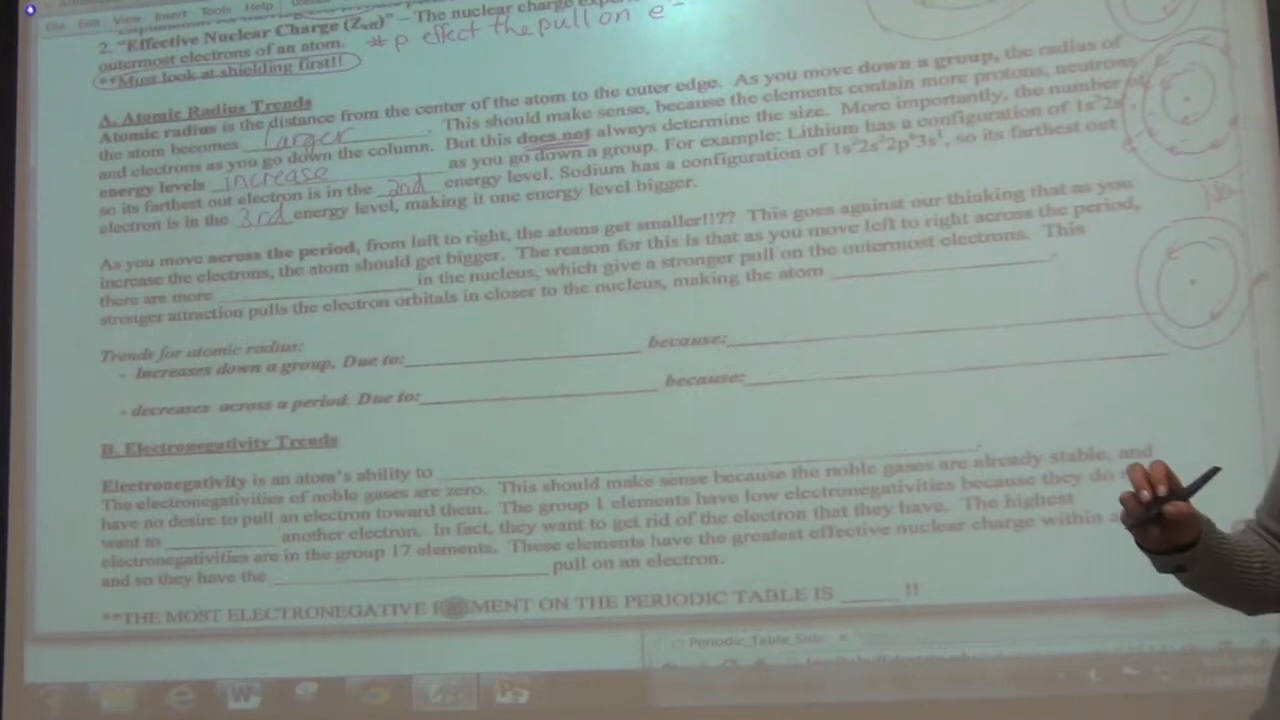 File Edit View Insert Tools Help
2. "Effective Nuclear Charge (Zeff)" – The nuclear charge
outermost electrons of an atom. # p effect the pull on e-
**Must look at shielding first!!
A. Atomic Radius Trends
Atomic radius is the distance from the center of the atom to the outer edge. As you move down a group, the radius of
the atom becomes larger. This should make sense, because the elements contain more protons, neutrons
and electrons as you go down the column. But this does not always determine the size. More importantly, the number of
energy levels increase as you go down a group. For example: Lithium has a configuration of 1s²2s¹,
so its farthest out electron is in the 2nd energy level. Sodium has a configuration of 1s²2s²2p⁶3s¹, so its farthest out
electron is in the 3rd energy level, making it one energy level bigger.
As you move across the period, from left to right, the atoms get smaller!!?? This goes against our thinking that as you
increase the electrons, the atom should get bigger. The reason for this is that as you move left to right across the period,
there are more ____________ in the nucleus, which give a stronger pull on the outermost electrons. This
stronger attraction pulls the electron orbitals in closer to the nucleus, making the atom ____________.
Trends for atomic radius:
- Increases down a group. Due to:____________ because:____________
- decreases across a period. Due to:____________ because:____________
B. Electronegativity Trends
Electronegativity is an atom's ability to ____________.
The electronegativities of noble gases are zero. This should make sense because the noble gases are already stable, and
have no desire to pull an electron toward them. The group 1 elements have low electronegativities because they do
want to ________ another electron. In fact, they want to get rid of the electron that they have. The highest
electronegativities are in the group 17 elements. These elements have the greatest effective nuclear charge within a
and so they have the ____________ pull on an electron.
**THE MOST ELECTRONEGATIVE ELEMENT ON THE PERIODIC TABLE IS _____ !!